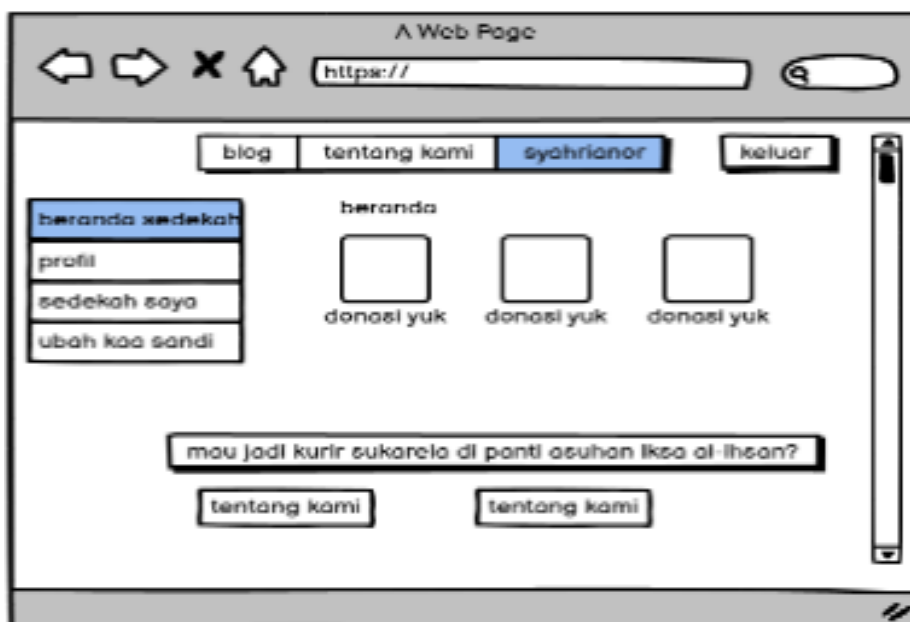 A Web Page
https://
blog tentang kami syahrianor keluar
beranda sedekah
profil
sedekah saya
ubah kaa sandi
beranda
donasi yuk donasi yuk donasi yuk
mau jadi kurir sukarela di panti asuhan iksa al-ihsan?
tentang kami tentang kami